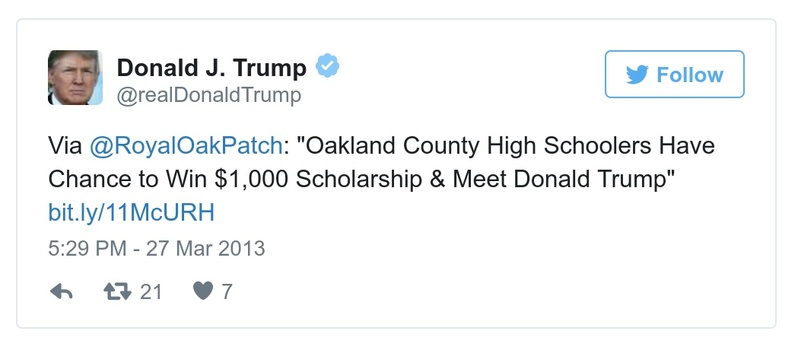 Donald J. Trump
@realDonaldTrump
Follow
Via @RoyalOakPatch: "Oakland County High Schoolers Have
Chance to Win $1,000 Scholarship & Meet Donald Trump"
bit.ly/11McURH
5:29 PM - 27 Mar 2013
21 7